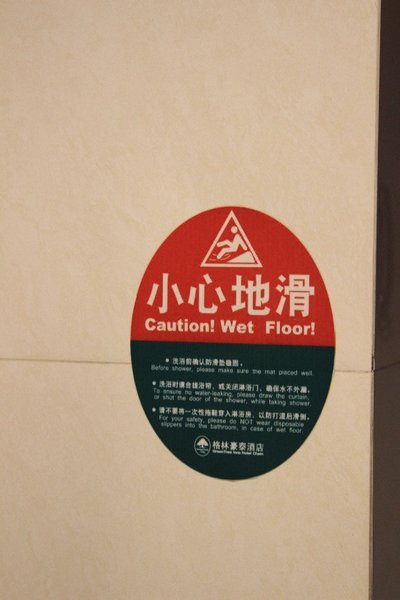 小心地滑
Caution! Wet Floor!
● 洗浴前确认防滑垫稳固。
Before shower, please make sure the mat placed well.
● 洗浴时请合拢浴帘、或关闭淋浴门、确保水不外漏。
To ensure no water-leaking, please draw the curtain,
or shut the door of the shower, while taking shower.
● 请不要将一次性拖鞋穿入淋浴房，以防打湿后滑倒。
For your safety, please do NOT wear disposable
slippers into the bathroom, in case of wet floor.
格林豪泰酒店
GreenTree Inns Hotel Chain